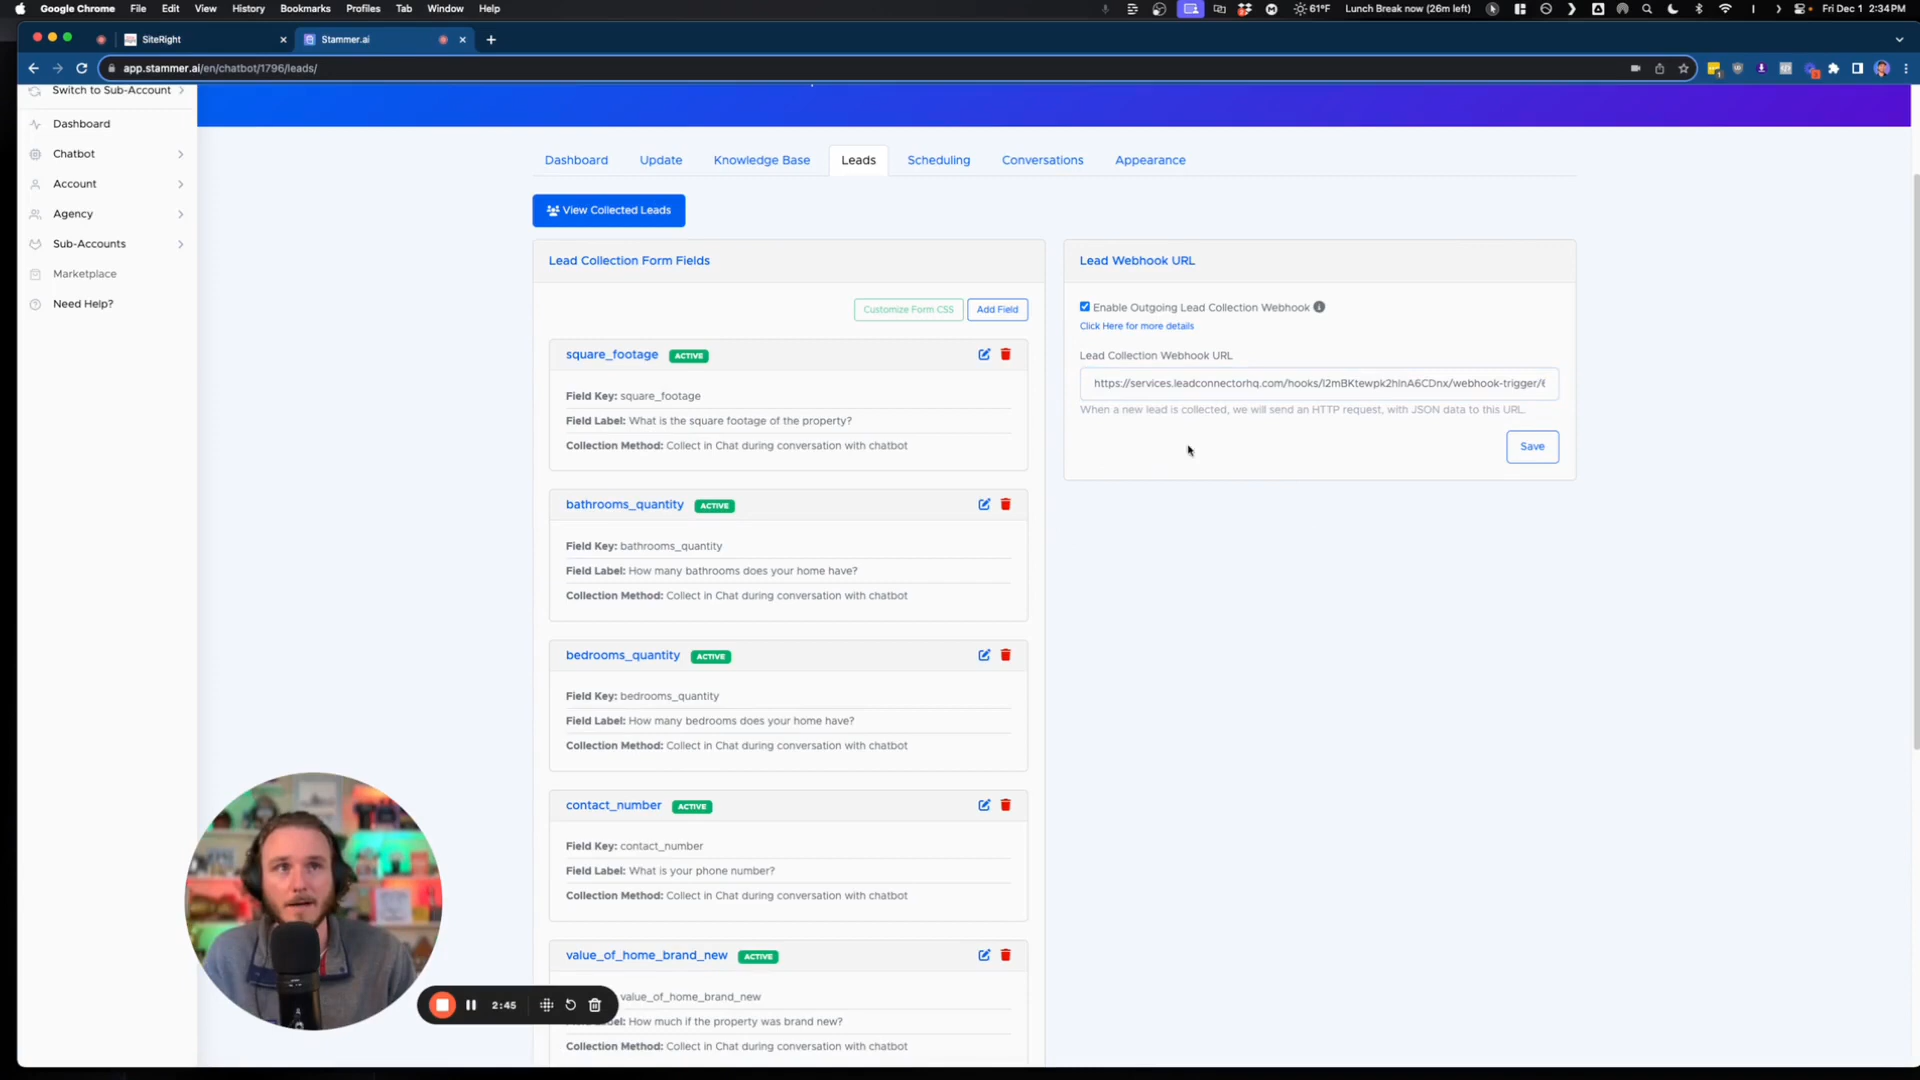 Google Chrome File Edit View History Bookmarks Profiles Tab Window Help 61°F Lunch Break now (26m left) Fri Dec 1 2:34PM
SiteRight Stammer.ai
app.stammer.ai/en/chatbot/1796/leads/
Switch to Sub-Account
Dashboard
Chatbot
Account
Agency
Sub-Accounts
Marketplace
Need Help?
Dashboard Update Knowledge Base Leads Scheduling Conversations Appearance
View Collected Leads
Lead Collection Form Fields
Customize Form CSS Add Field
square_footage ACTIVE
Field Key: square_footage
Field Label: What is the square footage of the property?
Collection Method: Collect in Chat during conversation with chatbot
bathrooms_quantity ACTIVE
Field Key: bathrooms_quantity
Field Label: How many bathrooms does your home have?
Collection Method: Collect in Chat during conversation with chatbot
bedrooms_quantity ACTIVE
Field Key: bedrooms_quantity
Field Label: How many bedrooms does your home have?
Collection Method: Collect in Chat during conversation with chatbot
contact_number ACTIVE
Field Key: contact_number
Field Label: What is your phone number?
Collection Method: Collect in Chat during conversation with chatbot
value_of_home_brand_new ACTIVE
value_of_home_brand_new
Label: How much if the property was brand new?
Collection Method: Collect in Chat during conversation with chatbot
Lead Webhook URL
Enable Outgoing Lead Collection Webhook
Click Here for more details
Lead Collection Webhook URL
https://services.leadconnectorhq.com/hooks/l2mBKtewpk2hlnA6CDnx/webhook-trigger/
When a new lead is collected, we will send an HTTP request, with JSON data to this URL.
Save
2:45